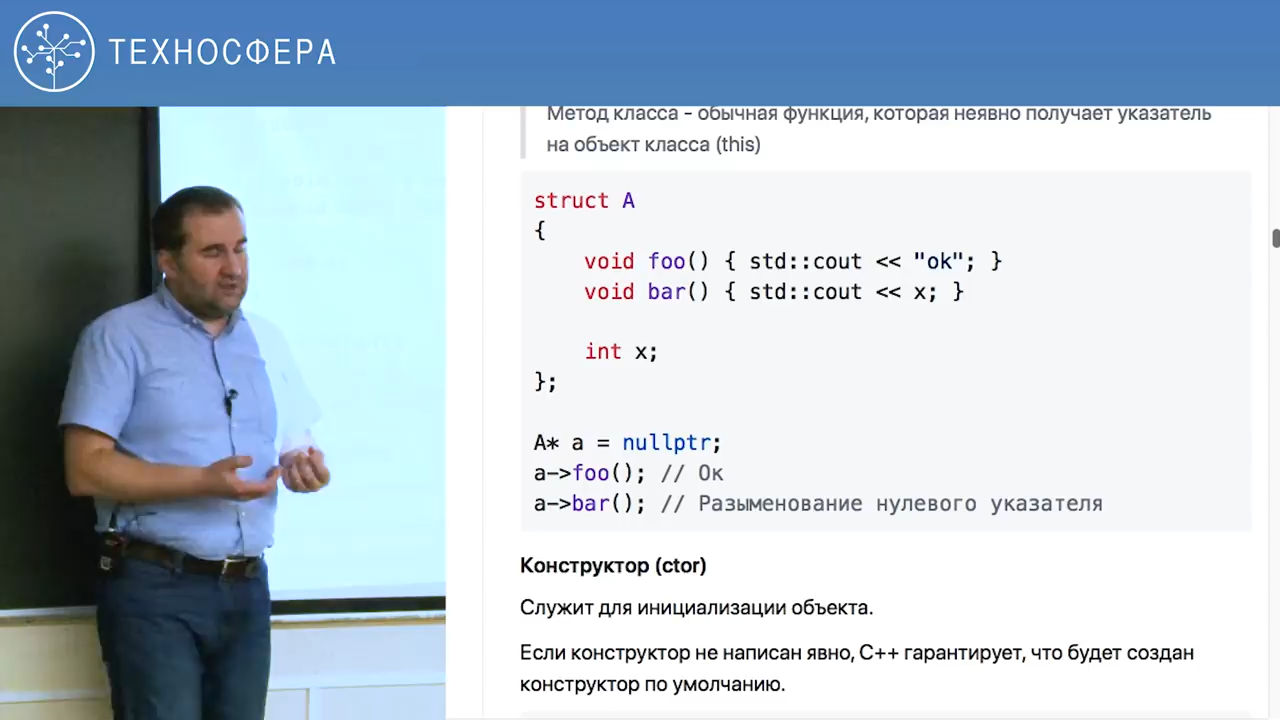 ТЕХНОСФЕРА
Метод класса - обычная функция, которая неявно получает указатель
на объект класса (this)
struct A
{
    void foo() { std::cout << "ok"; }
    void bar() { std::cout << x; }
    int x;
};
A* a = nullptr;
a->foo(); // Ок
a->bar(); // Разыменование нулевого указателя
Конструктор (ctor)
Служит для инициализации объекта.
Если конструктор не написан явно, С++ гарантирует, что будет создан
конструктор по умолчанию.